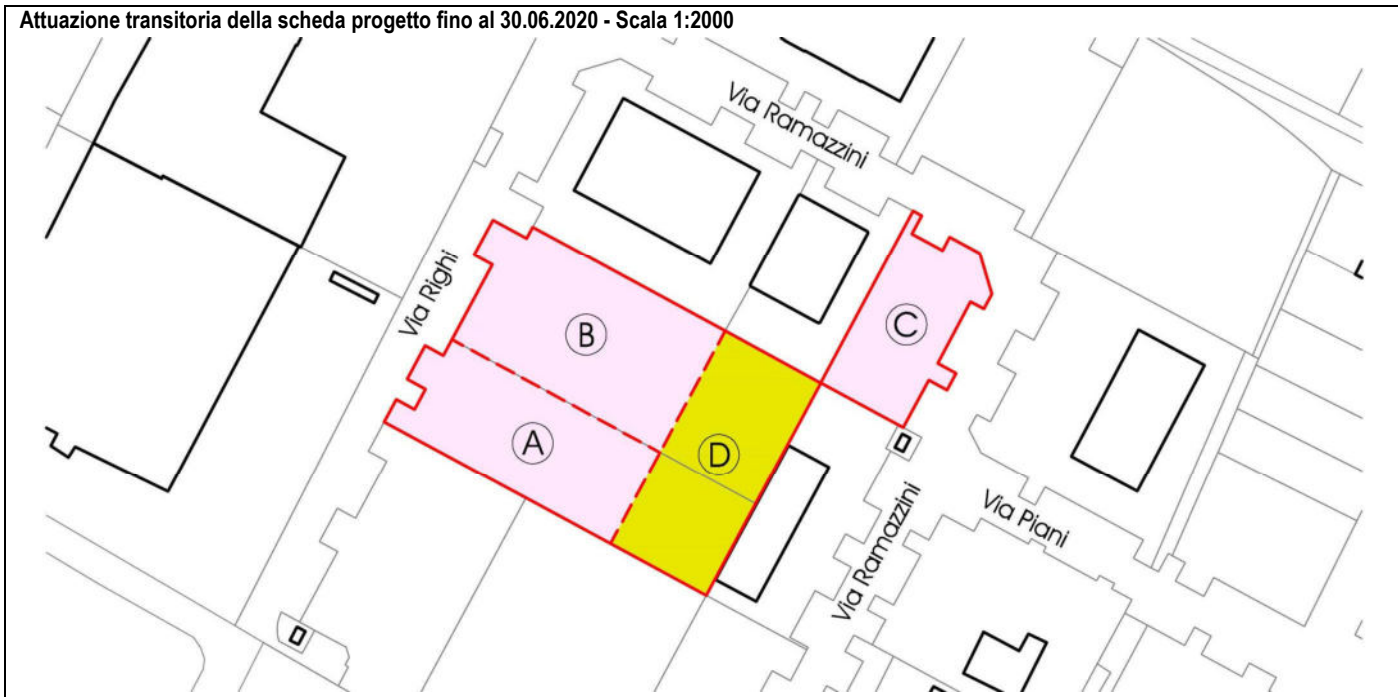 Attuazione transitoria della scheda progetto fino al 30.06.2020 - Scala 1:2000
Via Ramazzini
Via Righi
B
C
A
D
Via Ramazzini
Via Piani